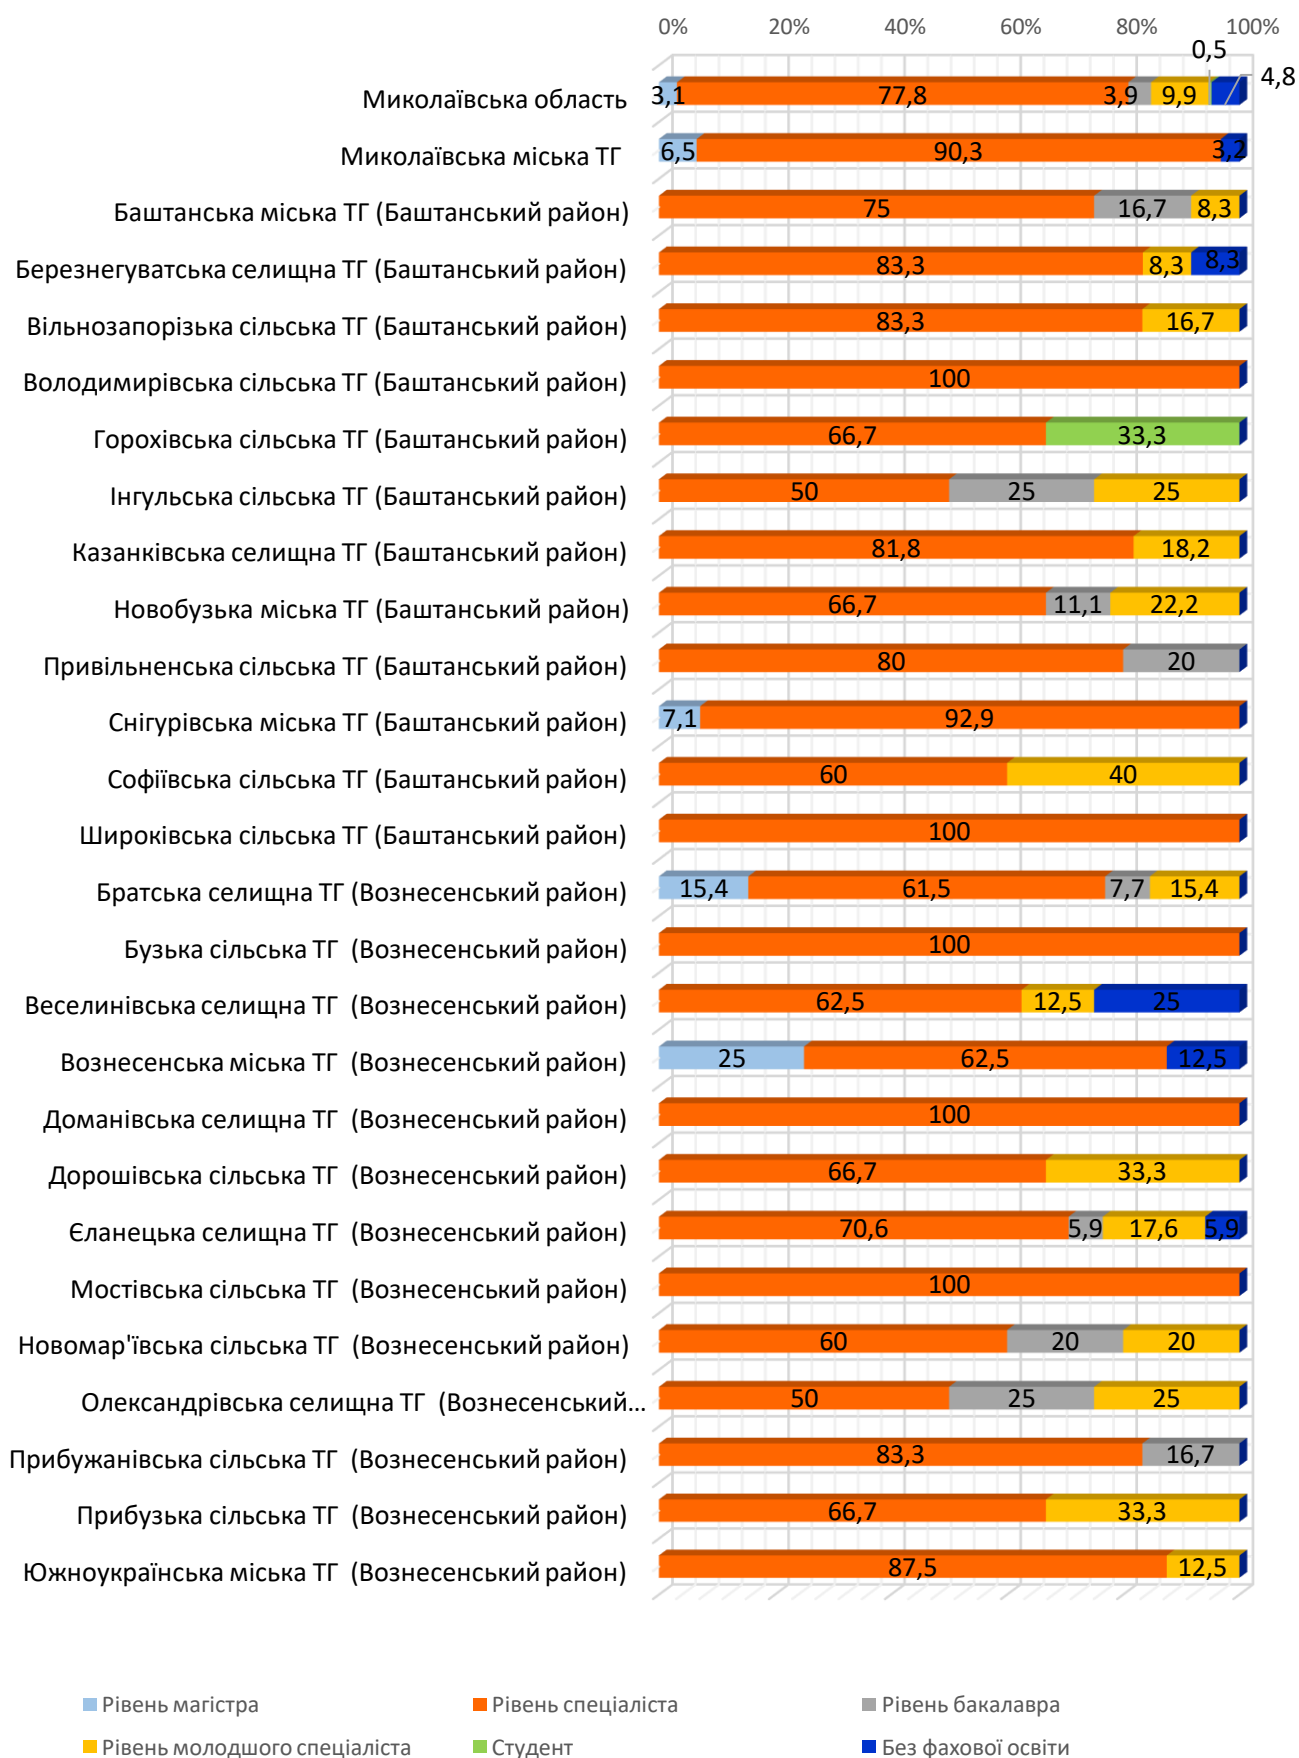 0% 20% 40% 60% 80% 100%
0,5
4,8
Миколаївська область 3,1 77,8 3,9 9,9
Миколаївська міська ТГ 6,5 90,3 3,2
Баштанська міська ТГ (Баштанський район) 75 16,7 8,3
Березнегуватська селищна ТГ (Баштанський район) 83,3 8,3 8,3
Вільнозапорізька сільська ТГ (Баштанський район) 83,3 16,7
Володимирівська сільська ТГ (Баштанський район) 100
Горохівська сільська ТГ (Баштанський район) 66,7 33,3
Інгульська сільська ТГ (Баштанський район) 50 25 25
Казанківська селищна ТГ (Баштанський район) 81,8 18,2
Новобузька міська ТГ (Баштанський район) 66,7 11,1 22,2
Привільненська сільська ТГ (Баштанський район) 80 20
Снігурівська міська ТГ (Баштанський район) 7,1 92,9
Софіївська сільська ТГ (Баштанський район) 60 40
Широківська сільська ТГ (Баштанський район) 100
Братська селищна ТГ (Вознесенський район) 15,4 61,5 7,7 15,4
Бузька сільська ТГ (Вознесенський район) 100
Веселинівська селищна ТГ (Вознесенський район) 62,5 12,5 25
Вознесенська міська ТГ (Вознесенський район) 25 62,5 12,5
Доманівська селищна ТГ (Вознесенський район) 100
Дорошівська сільська ТГ (Вознесенський район) 66,7 33,3
Єланецька селищна ТГ (Вознесенський район) 70,6 5,9 17,6 5,9
Мостівська сільська ТГ (Вознесенський район) 100
Новомар'ївська сільська ТГ (Вознесенський район) 60 20 20
Олександрівська селищна ТГ (Вознесенський... 50 25 25
Прибужанівська сільська ТГ (Вознесенський район) 83,3 16,7
Прибузька сільська ТГ (Вознесенський район) 66,7 33,3
Южноукраїнська міська ТГ (Вознесенський район) 87,5 12,5
Рівень магістра Рівень спеціаліста Рівень бакалавра
Рівень молодшого спеціаліста Студент Без фахової освіти